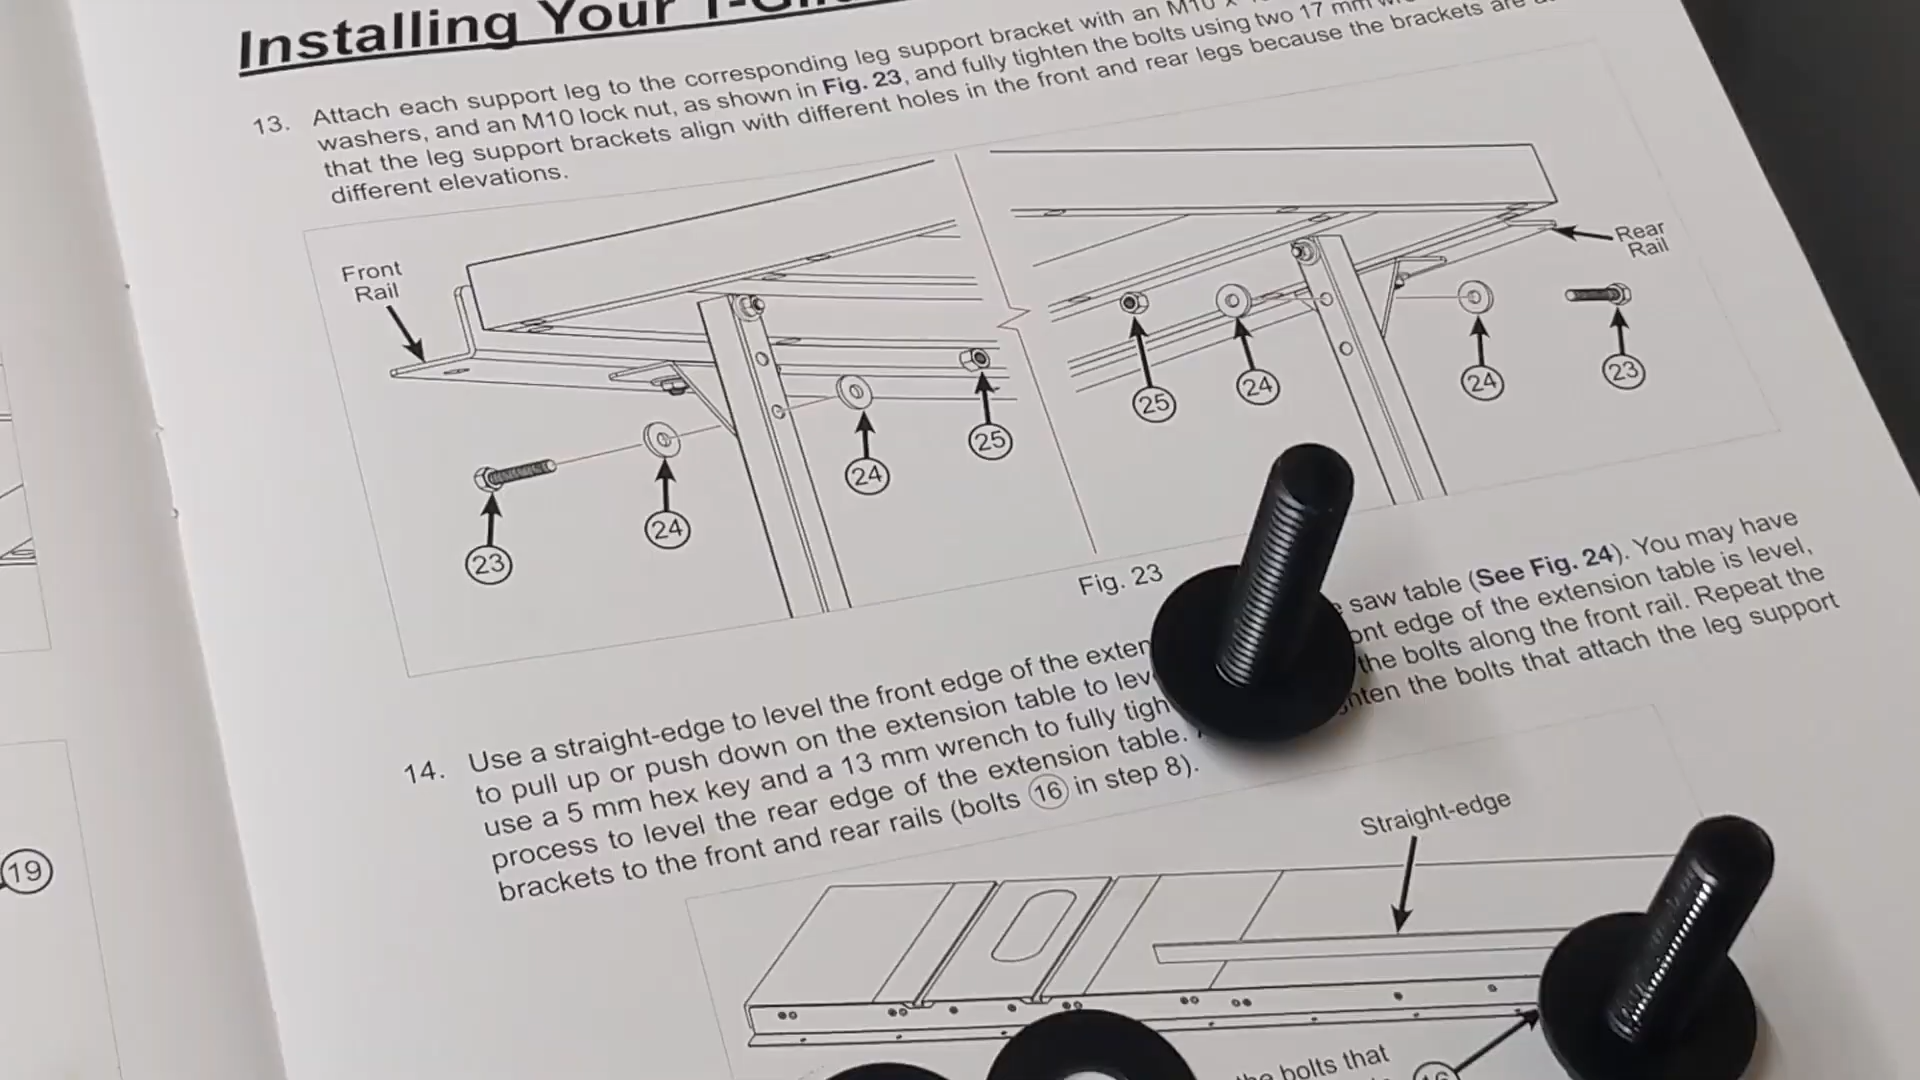 Installing Your
13. Attach each support leg to the corresponding leg support bracket with an M10 x
washers, and an M10 lock nut, as shown in Fig. 23, and fully tighten the bolts using two 17 mm
that the leg support brackets align with different holes in the front and rear legs because the brackets are
different elevations.
Front
Rail
Rear
Rail
25
24
24
23
25
24
24
23
Fig. 23
14. Use a straight-edge to level the front edge of the saw table (See Fig. 24). You may have
to pull up or push down on the extension table to edge of the extension table is level,
use a 5 mm hex key and a 13 mm wrench to fully the bolts along the front rail. Repeat the
process to level the rear edge of the extension table. the bolts that attach the leg support
brackets to the front and rear rails (bolts 16 in step 8).
19
Straight-edge
bolts that